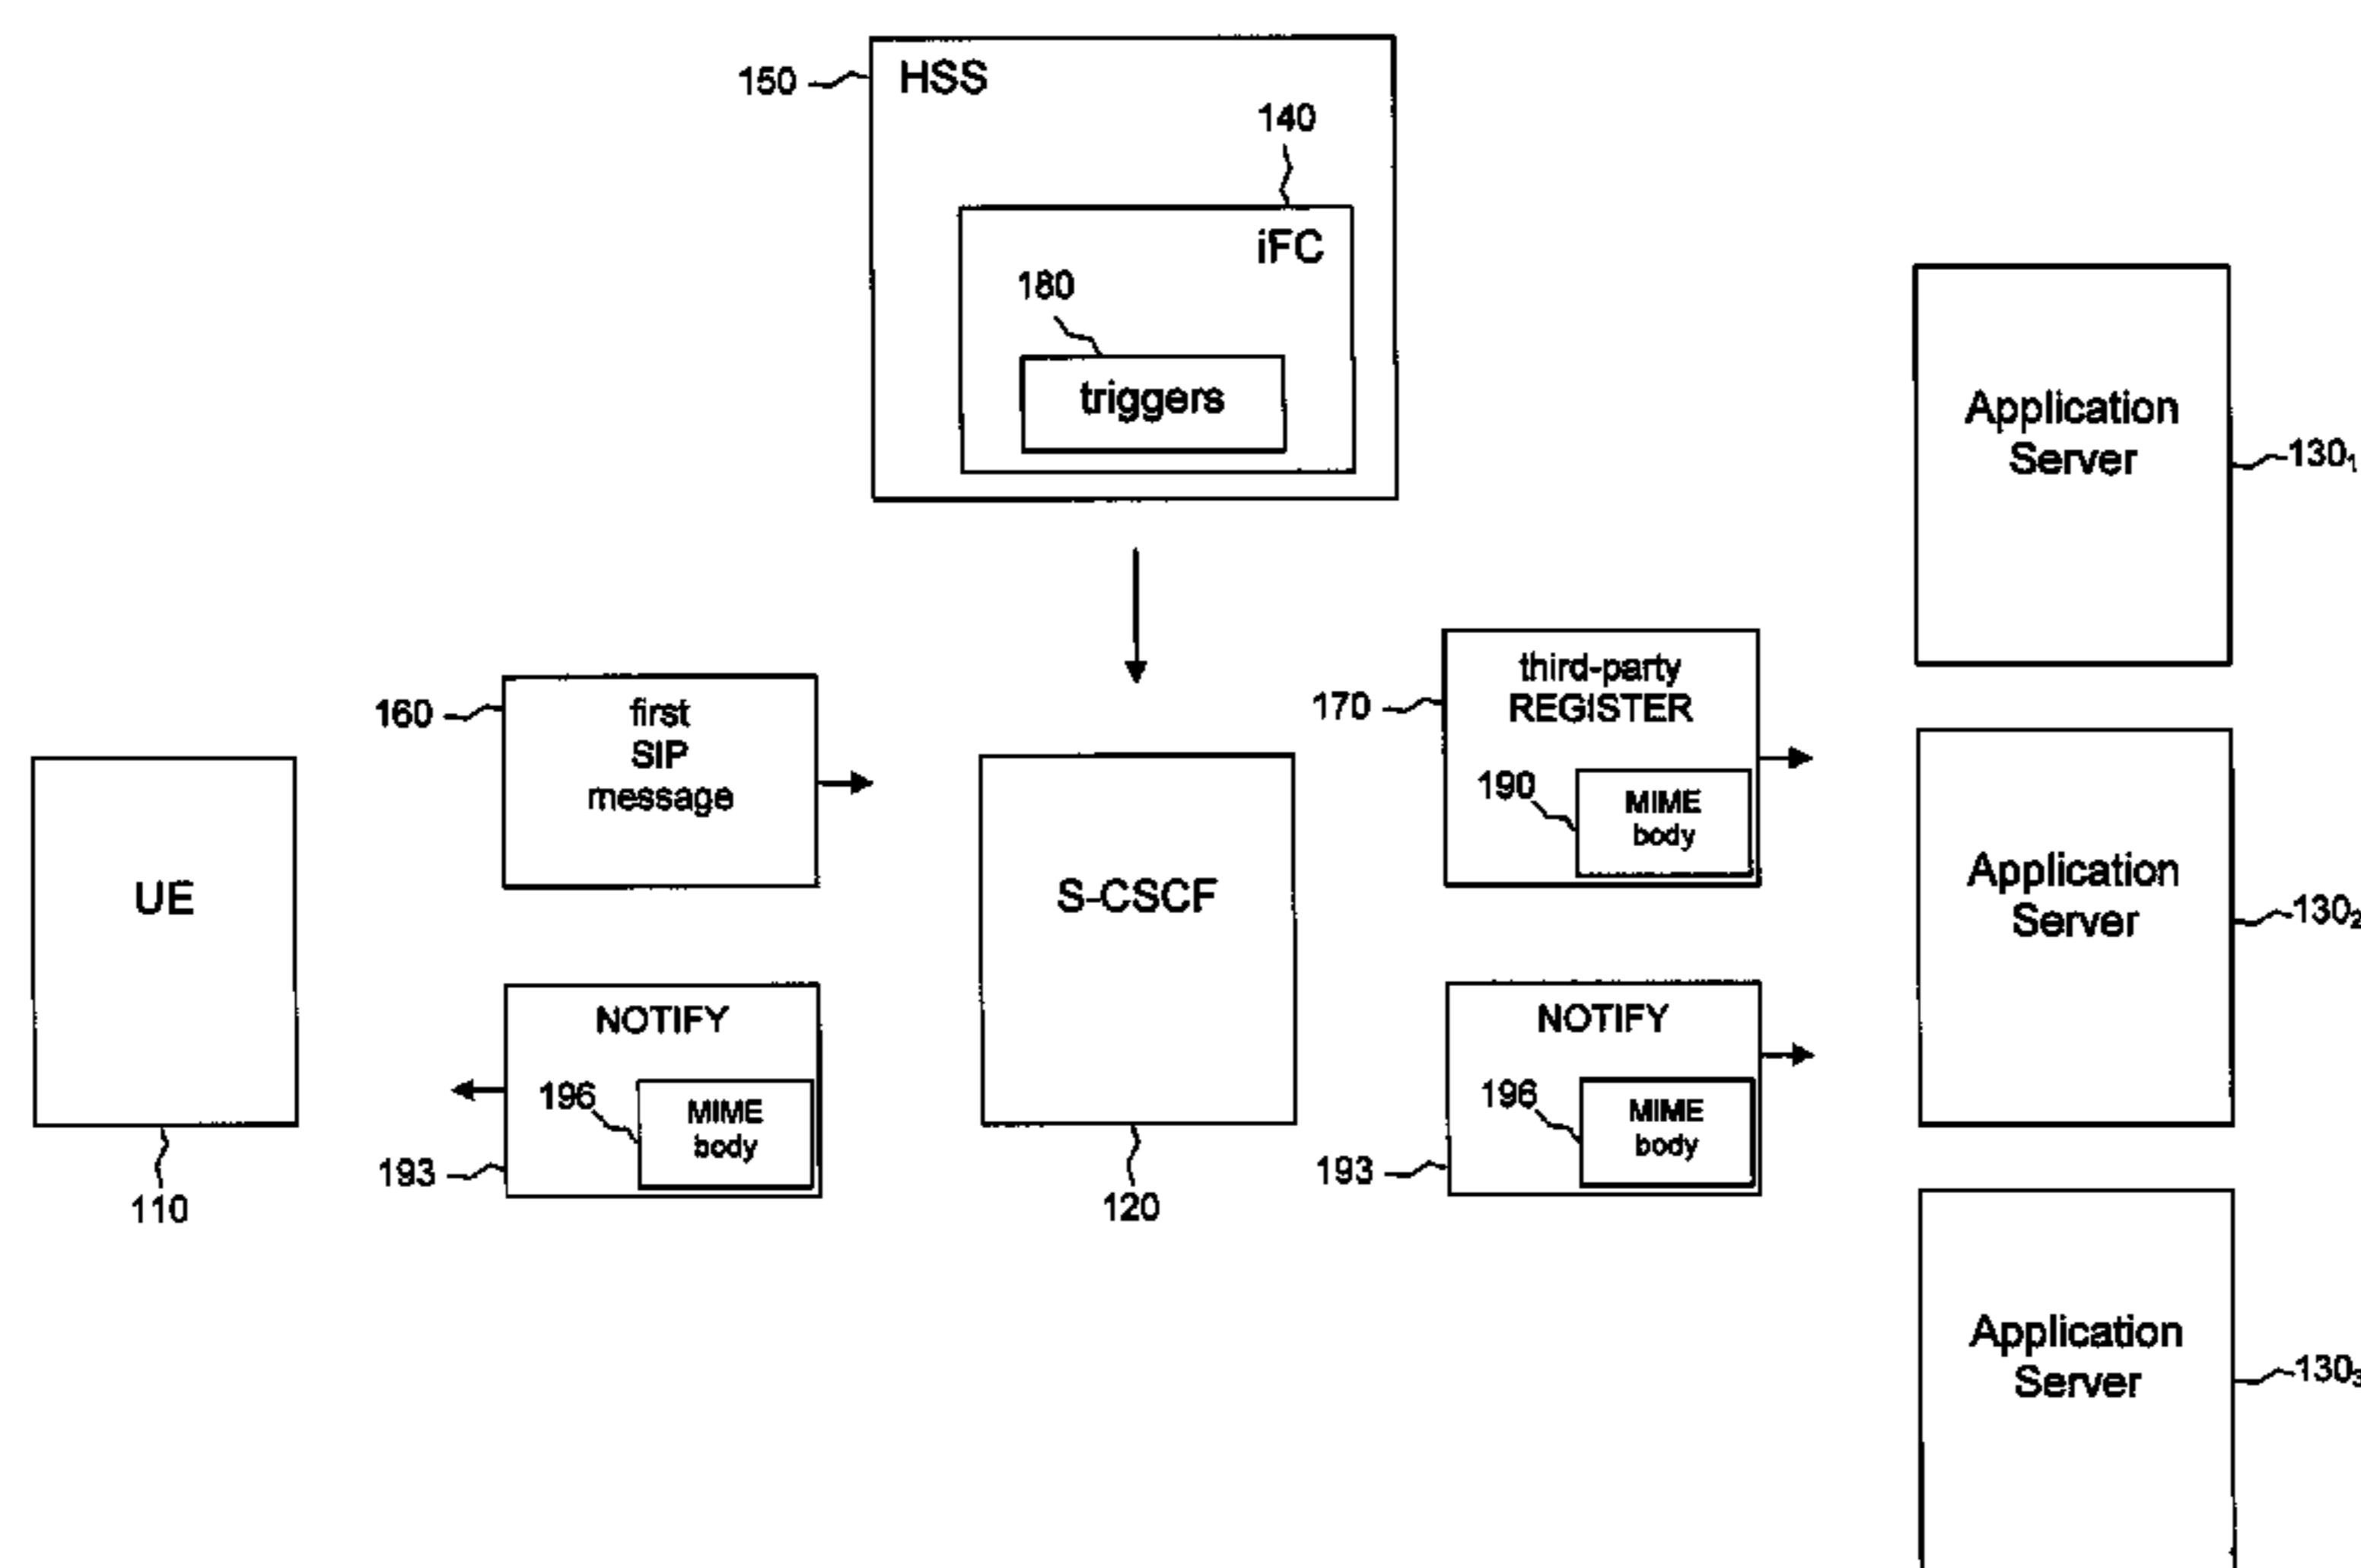 150
HSS
140
iFC
180
triggers
Application
Server
130₁
160
first
SIP
message
170
third-party
REGISTER
190
MIME
body
UE
110
S-CSCF
120
Application
Server
130₂
NOTIFY
196
MIME
body
193
NOTIFY
196
MIME
body
193
Application
Server
130₃